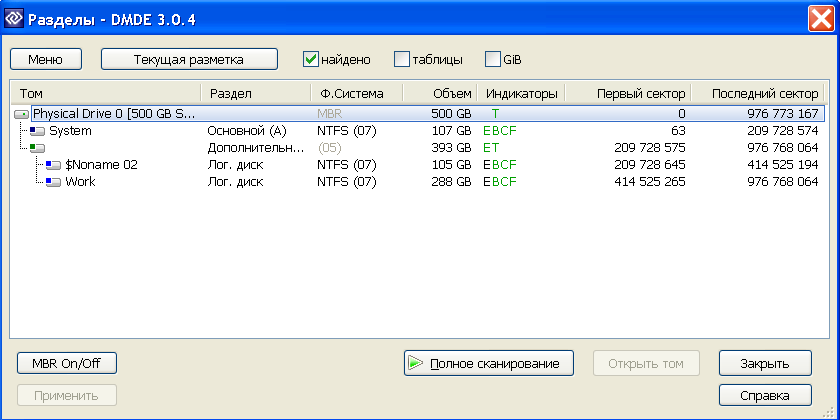 Разделы - DMDE 3.0.4
Меню Текущая разметка найдено таблицы GiB
Том Раздел Ф.Система Объем Индикаторы Первый сектор Последний сектор
Physical Drive 0 [500 GB S... MBR 500 GB T 0 976 773 167
System Основной (A) NTFS (07) 107 GB EBCF 63 209 728 574
Дополнительн... (05) 393 GB ET 209 728 575 976 768 064
$Noname 02 Лог. диск NTFS (07) 105 GB EBCF 209 728 645 414 525 194
Work Лог. диск NTFS (07) 288 GB EBCF 414 525 265 976 768 064
MBR On/Off Полное сканирование Открыть том Закрыть
Применить Справка